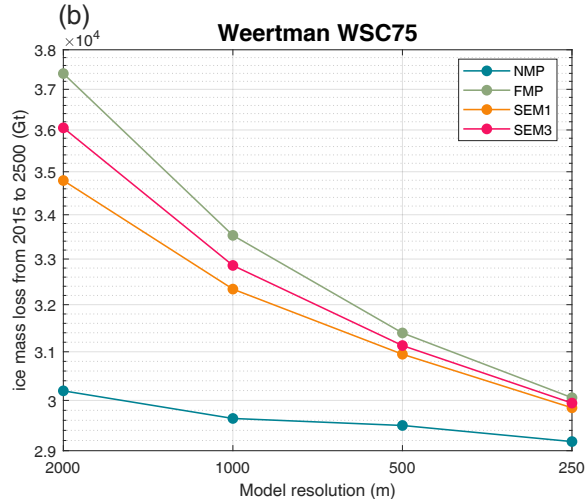 (b)
Weertman WSC75
×10⁴
3.8
3.7
3.6
3.5
3.4
3.3
3.2
3.1
3
2.9
ice mass loss from 2015 to 2500 (Gt)
NMP
FMP
SEM1
SEM3
2000
1000
500
250
Model resolution (m)